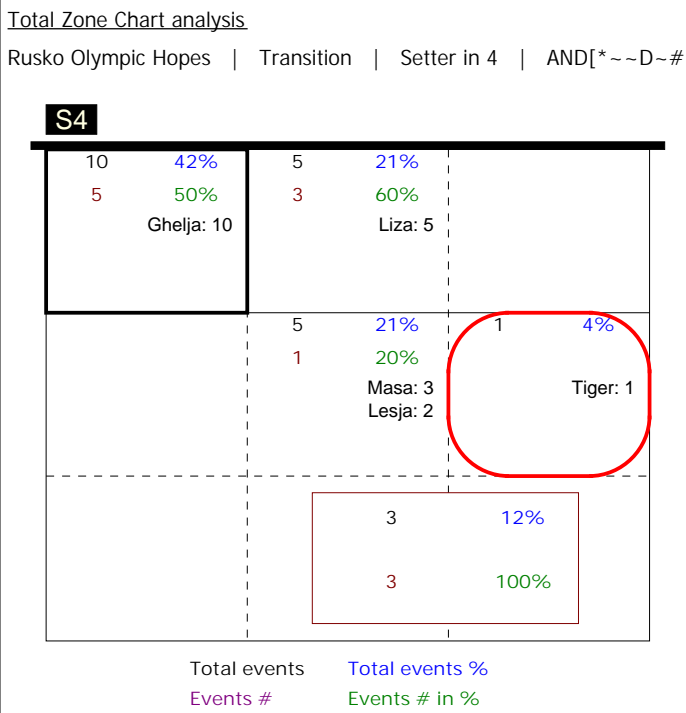 Total Zone Chart analysis
Rusko Olympic Hopes | Transition | Setter in 4 | AND[*~~D~#
S4
10 42% 5 21%
5 50% 3 60%
Ghelja: 10 Liza: 5
5 21% 1 4%
1 20%
Masa: 3 Tiger: 1
Lesja: 2
3 12%
3 100%
Total events Total events %
Events # Events # in %